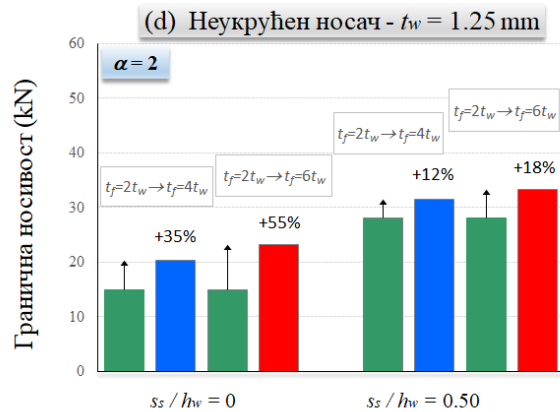 (d) Неукрућен носач - tw = 1.25 mm
Гранична носивост (kN)
60
50
40
30
20
10
0
α = 2
tf=2tw→tf=4tw
tf=2tw→tf=6tw
tf=2tw→tf=4tw
tf=2tw→tf=6tw
+35%
+55%
+12%
+18%
ss / hw = 0
ss / hw = 0.50